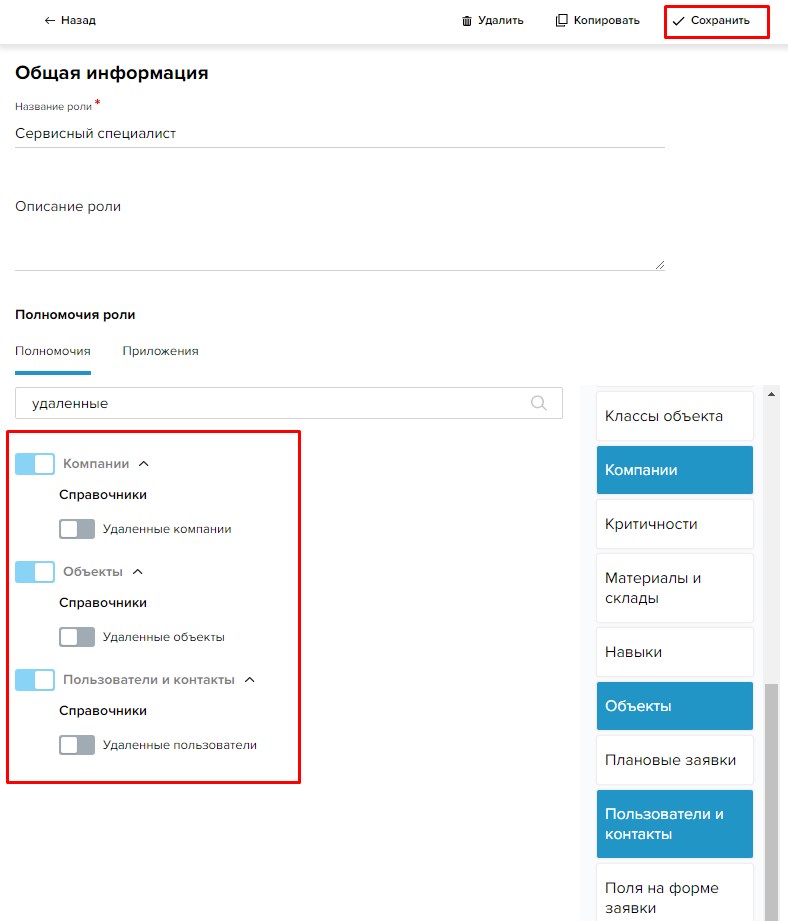 ← Назад
Удалить
Копировать
Сохранить
Общая информация
Название роли *
Сервисный специалист
Описание роли
Полномочия роли
Полномочия
Приложения
удаленные
Компании
Справочники
Удаленные компании
Объекты
Справочники
Удаленные объекты
Пользователи и контакты
Справочники
Удаленные пользователи
Классы объекта
Компании
Критичности
Материалы и
склады
Навыки
Объекты
Плановые заявки
Пользователи и
контакты
Поля на форме
заявки